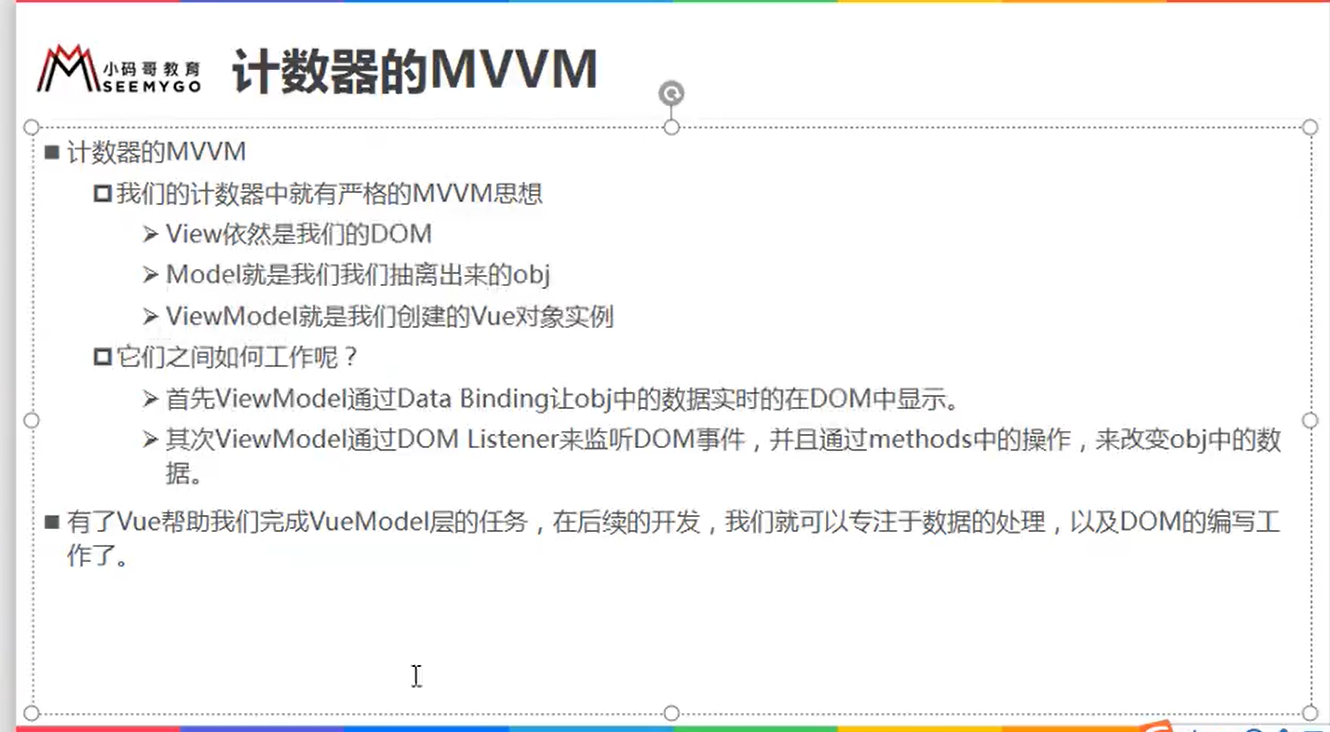 小码哥教育
SEEMYGO
计数器的MVVM
计数器的MVVM
我们的计数器中就有严格的MVVM思想
View依然是我们的DOM
Model就是我们我们抽离出来的obj
ViewModel就是我们创建的Vue对象实例
它们之间如何工作呢？
首先ViewModel通过Data Binding让obj中的数据实时的在DOM中显示。
其次ViewModel通过DOM Listener来监听DOM事件，并且通过methods中的操作，来改变obj中的数
据。
有了Vue帮助我们完成VueModel层的任务，在后续的开发，我们就可以专注于数据的处理，以及DOM的编写工
作了。